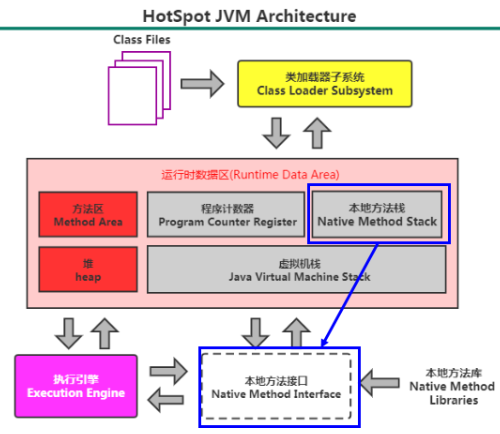 HotSpot JVM Architecture
Class Files
类加载器子系统
Class Loader Subsystem
运行时数据区(Runtime Data Area)
方法区
Method Area
程序计数器
Program Counter Register
本地方法栈
Native Method Stack
堆
heap
虚拟机栈
Java Virtual Machine Stack
执行引擎
Execution Engine
本地方法接口
Native Method Interface
本地方法库
Native Method
Libraries